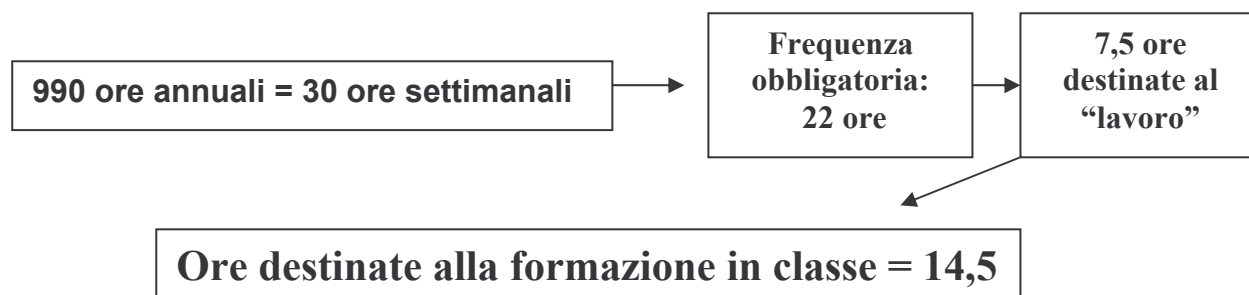 990 ore annuali = 30 ore settimanali
Frequenza
obbligatoria:
22 ore
7,5 ore
destinate al
“lavoro”
Ore destinate alla formazione in classe = 14,5